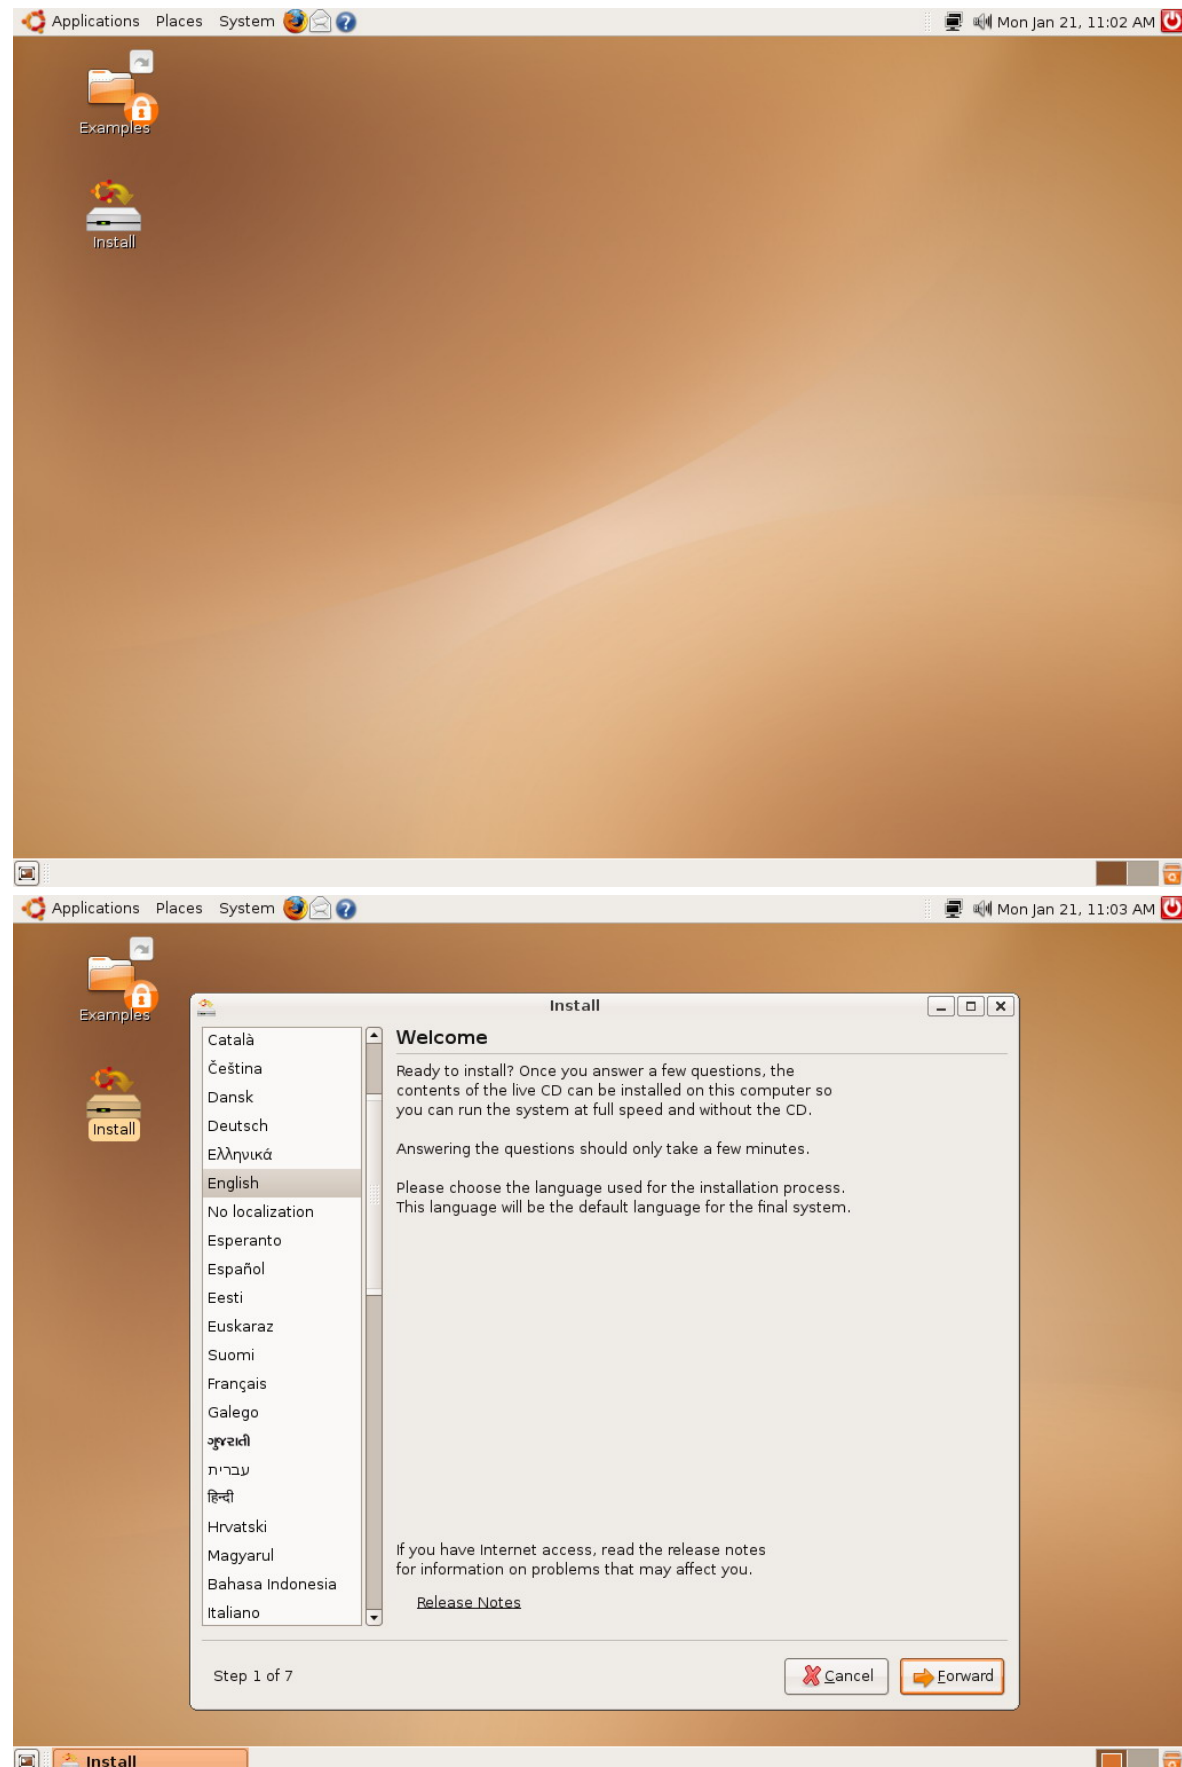 Applications Places System Mon Jan 21, 11:02 AM
Examples
Install
Applications Places System Mon Jan 21, 11:03 AM
Examples
Install
Install
Català
Čeština
Dansk
Deutsch
Ελληνικά
English
No localization
Esperanto
Español
Eesti
Euskaraz
Suomi
Français
Galego
ગુજરાતી
עברית
हिन्दी
Hrvatski
Magyarul
Bahasa Indonesia
Italiano
Welcome
Ready to install? Once you answer a few questions, the
contents of the live CD can be installed on this computer so
you can run the system at full speed and without the CD.
Answering the questions should only take a few minutes.
Please choose the language used for the installation process.
This language will be the default language for the final system.
If you have Internet access, read the release notes
for information on problems that may affect you.
Release Notes
Step 1 of 7
Cancel
Forward
Install